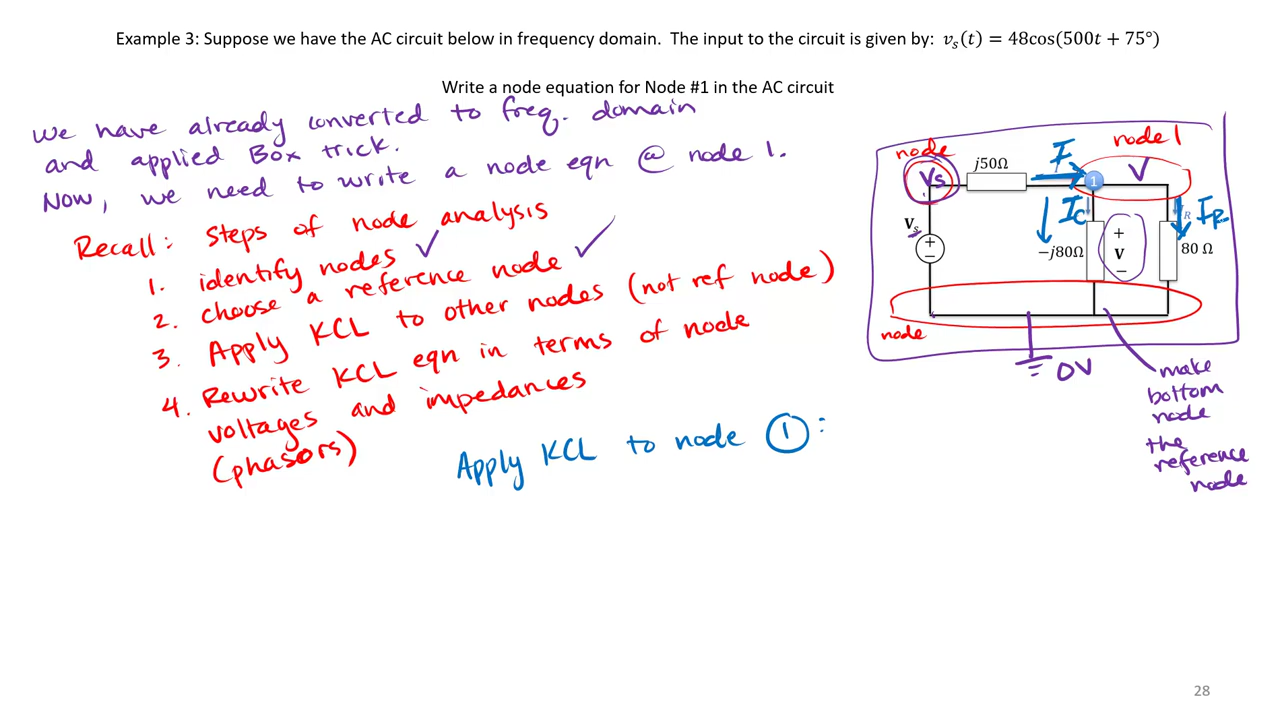 Example 3: Suppose we have the AC circuit below in frequency domain. The input to the circuit is given by: vₛ(t) = 48cos(500t + 75°)
Write a node equation for Node #1 in the AC circuit
We have already converted to freq. domain
and applied Box trick.
Now, we need to write a node eqn @ node 1.
Recall: Steps of node analysis
1. identify nodes ✓
2. choose a reference node ✓
3. Apply KCL to other nodes (not ref node)
4. Rewrite KCL eqn in terms of node
voltages and impedances
(phasors)
Apply KCL to node ①:
node
node 1
Vs
j50Ω
I
1
V
Vs
+
−
IC
−j80Ω
+
V
−
IR
80 Ω
node
0V
make
bottom
node
the
reference
node
28